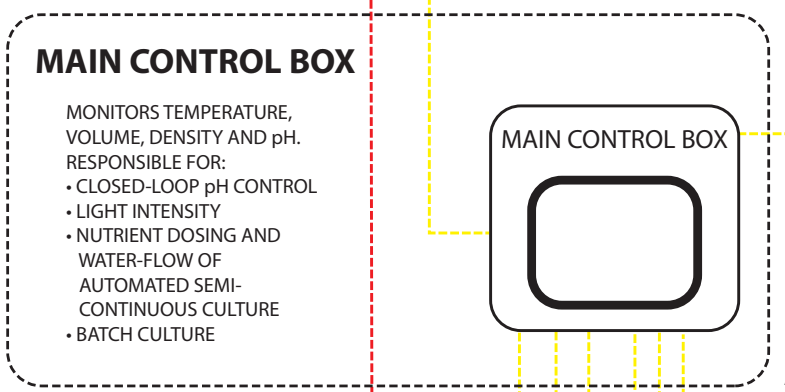 MAIN CONTROL BOX
MONITORS TEMPERATURE,
VOLUME, DENSITY AND pH.
RESPONSIBLE FOR:
• CLOSED-LOOP pH CONTROL
• LIGHT INTENSITY
• NUTRIENT DOSING AND
WATER-FLOW OF
AUTOMATED SEMI-
CONTINUOUS CULTURE
• BATCH CULTURE
MAIN CONTROL BOX